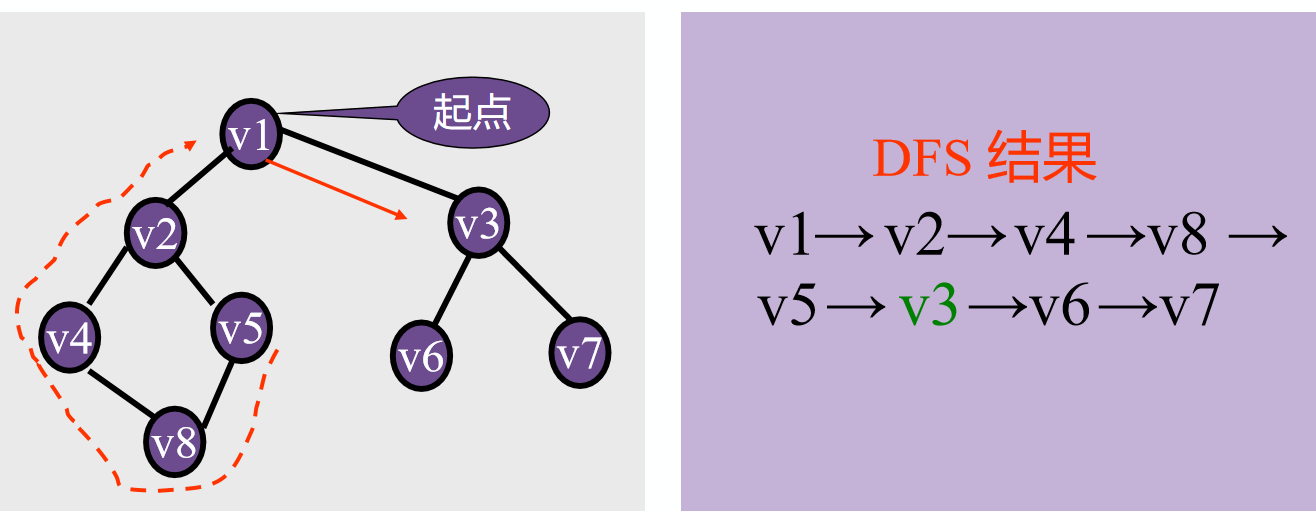 起点
v1
v2
v3
v4
v5
v6
v7
v8
DFS 结果
v1→v2→v4→v8→
v5→v3→v6→v7